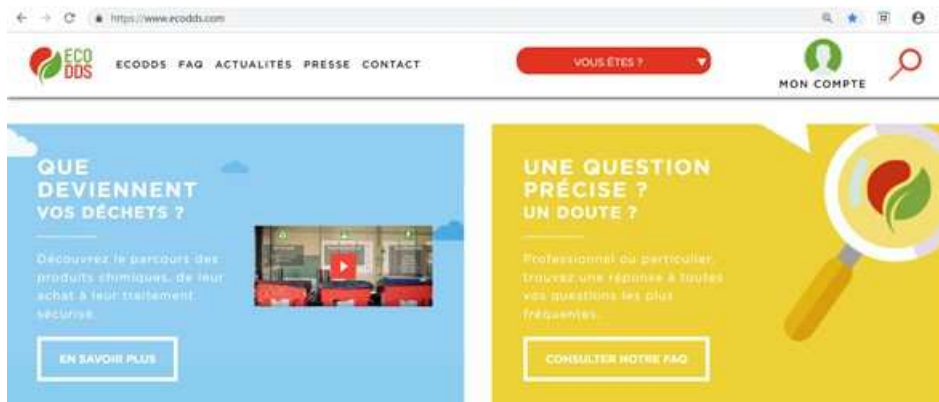 https://www.ecodds.com
ECO
DDS
ECODDS FAQ ACTUALITÉS PRESSE CONTACT
VOUS ÊTES ?
MON COMPTE
QUE
DEVIENNENT
VOS DÉCHETS ?
Découvrez le parcours des
produits chimiques, de leur
achat à leur traitement
sécurisé.
EN SAVOIR PLUS
UNE QUESTION
PRÉCISE ?
UN DOUTE ?
Professionnel ou particulier,
trouvez une réponse à toutes
vos questions les plus
fréquentes.
CONSULTER NOTRE FAQ